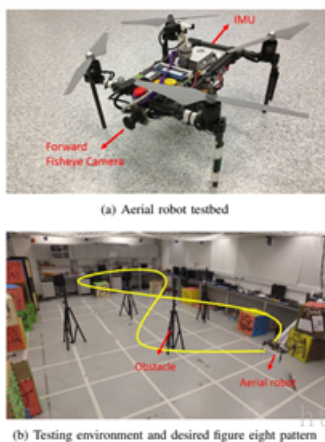 IMU
Forward
Fisheye Camera
(a) Aerial robot testbed
Obstacle
Aerial robot
(b) Testing environment and desired figure eight pattern